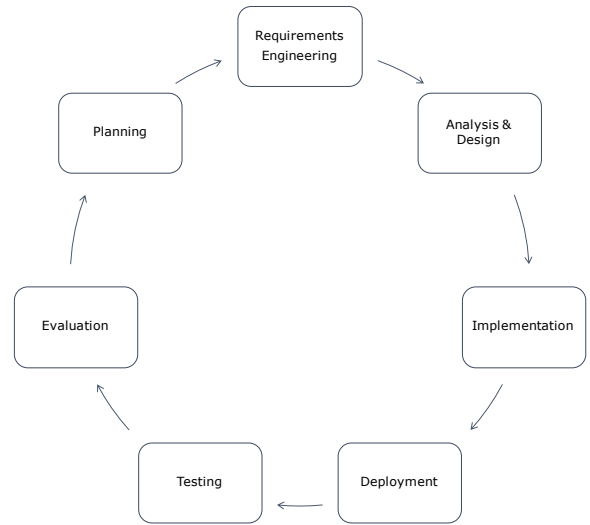 Requirements
Engineering
Analysis &
Design
Implementation
Deployment
Testing
Evaluation
Planning